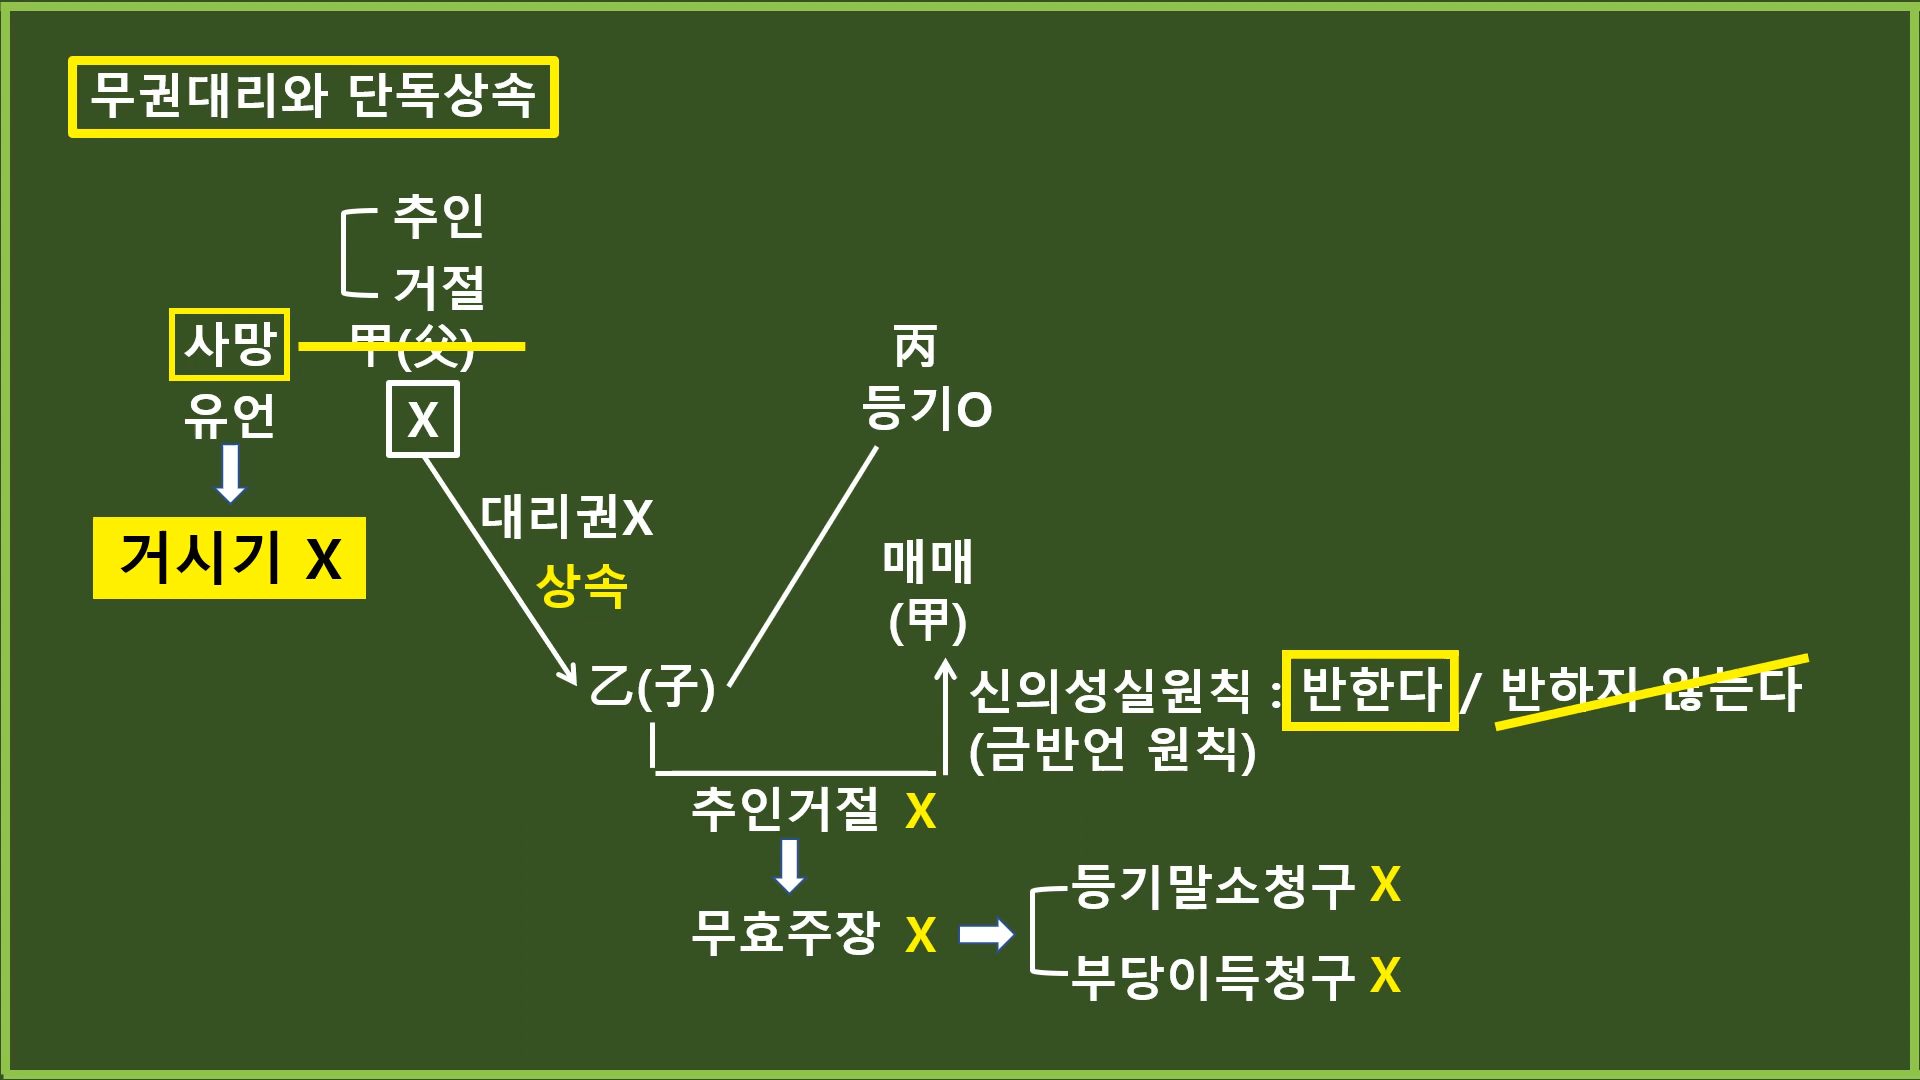 무권대리와 단독상속
추인
거절
사망 甲(父)
유언
X
거시기 X
대리권X
상속
丙
등기O
매매
(甲)
乙(子)
신의성실원칙 : 반한다 / 반하지 않는다
(금반언 원칙)
추인거절 X
무효주장 X
등기말소청구 X
부당이득청구 X